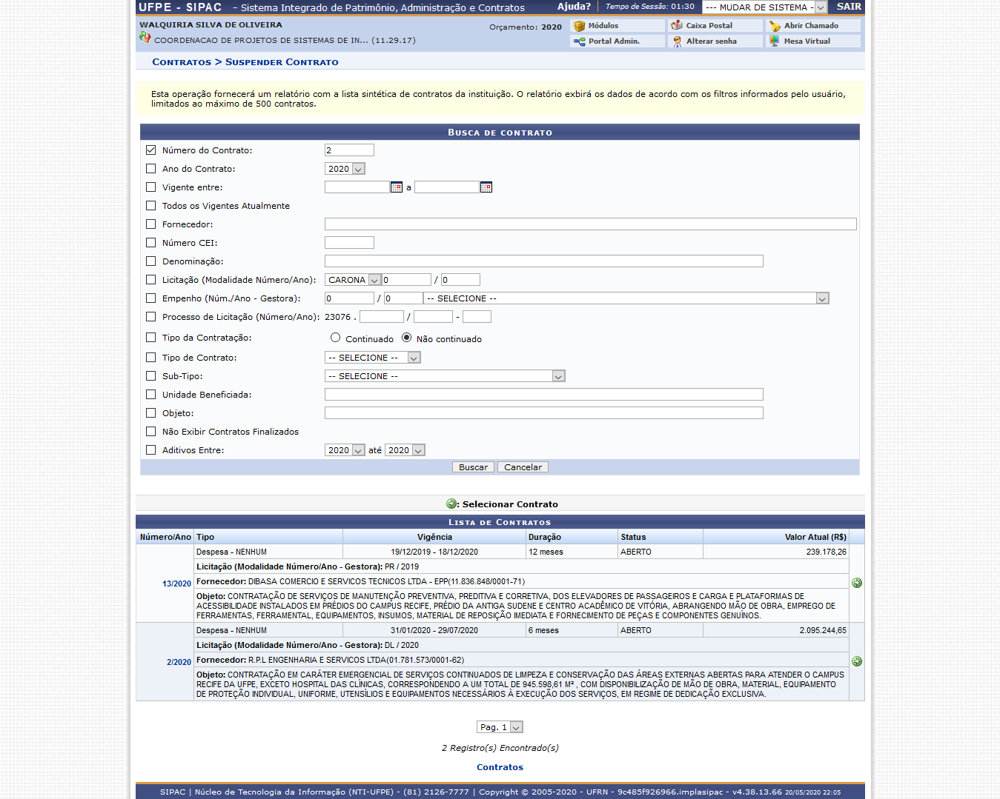 UFPE - SIPAC - Sistema Integrado de Patrimônio, Administração e Contratos Ajuda? Tempo de Sessão: 01:30 --- MUDAR DE SISTEMA - SAIR
WALQUIRIA SILVA DE OLIVEIRA Orçamento: 2020 Módulos Caixa Postal Abrir Chamado
COORDENACAO DE PROJETOS DE SISTEMAS DE IN... (11.29.17) Portal Admin. Alterar senha Mesa Virtual
Contratos > Suspender Contrato
Esta operação fornecerá um relatório com a lista sintética de contratos da instituição. O relatório exibirá os dados de acordo com os filtros informados pelo usuário,
limitados ao máximo de 500 contratos.
Busca de contrato
Número do Contrato: 2
Ano do Contrato: 2020
Vigente entre: a
Todos os Vigentes Atualmente
Fornecedor:
Número CEI:
Denominação:
Licitação (Modalidade Número/Ano): CARONA 0 / 0
Empenho (Núm./Ano - Gestora): 0 / 0 -- SELECIONE --
Processo de Licitação (Número/Ano): 23076 . / -
Tipo da Contratação: Continuado Não continuado
Tipo de Contrato: -- SELECIONE --
Sub-Tipo: -- SELECIONE --
Unidade Beneficiada:
Objeto:
Não Exibir Contratos Finalizados
Aditivos Entre: 2020 até 2020
Buscar Cancelar
: Selecionar Contrato
Lista de Contratos
Número/Ano Tipo Vigência Duração Status Valor Atual (R$)
Despesa - NENHUM 19/12/2019 - 18/12/2020 12 meses ABERTO 239.178,26
Licitação (Modalidade Número/Ano - Gestora): PR / 2019
13/2020 Fornecedor: DIBASA COMERCIO E SERVICOS TECNICOS LTDA - EPP(11.836.848/0001-71)
Objeto: CONTRATAÇÃO DE SERVIÇOS DE MANUTENÇÃO PREVENTIVA, PREDITIVA E CORRETIVA, DOS ELEVADORES DE PASSAGEIROS E CARGA E PLATAFORMAS DE
ACESSIBILIDADE INSTALADOS EM PRÉDIOS DO CAMPUS RECIFE, PRÉDIO DA ANTIGA SUDENE E CENTRO ACADÊMICO DE VITÓRIA, ABRANGENDO MÃO DE OBRA, EMPREGO DE
FERRAMENTAS, FERRAMENTAL, EQUIPAMENTOS, INSUMOS, MATERIAL DE REPOSIÇÃO IMEDIATA E FORNECIMENTO DE PEÇAS E COMPONENTES GENUÍNOS.
Despesa - NENHUM 31/01/2020 - 29/07/2020 6 meses ABERTO 2.095.244,65
Licitação (Modalidade Número/Ano - Gestora): DL / 2020
2/2020 Fornecedor: R.P.L ENGENHARIA E SERVICOS LTDA(01.781.573/0001-62)
Objeto: CONTRATAÇÃO EM CARÁTER EMERGENCIAL DE SERVIÇOS CONTINUADOS DE LIMPEZA E CONSERVAÇÃO DAS ÁREAS EXTERNAS ABERTAS PARA ATENDER O CAMPUS
RECIFE DA UFPE, EXCETO HOSPITAL DAS CLÍNICAS, CORRESPONDENDO A UM TOTAL DE 945.598,61 M² , COM DISPONIBILIZAÇÃO DE MÃO DE OBRA, MATERIAL, EQUIPAMENTO
DE PROTEÇÃO INDIVIDUAL, UNIFORME, UTENSÍLIOS E EQUIPAMENTOS NECESSÁRIOS À EXECUÇÃO DOS SERVIÇOS, EM REGIME DE DEDICAÇÃO EXCLUSIVA.
Pag. 1
2 Registro(s) Encontrado(s)
Contratos
SIPAC | Núcleo de Tecnologia da Informação (NTI-UFPE) - (81) 2126-7777 | Copyright © 2005-2020 - UFRN - 9c485f926966.implasipac - v4.38.13.66 20/05/2020 22:05